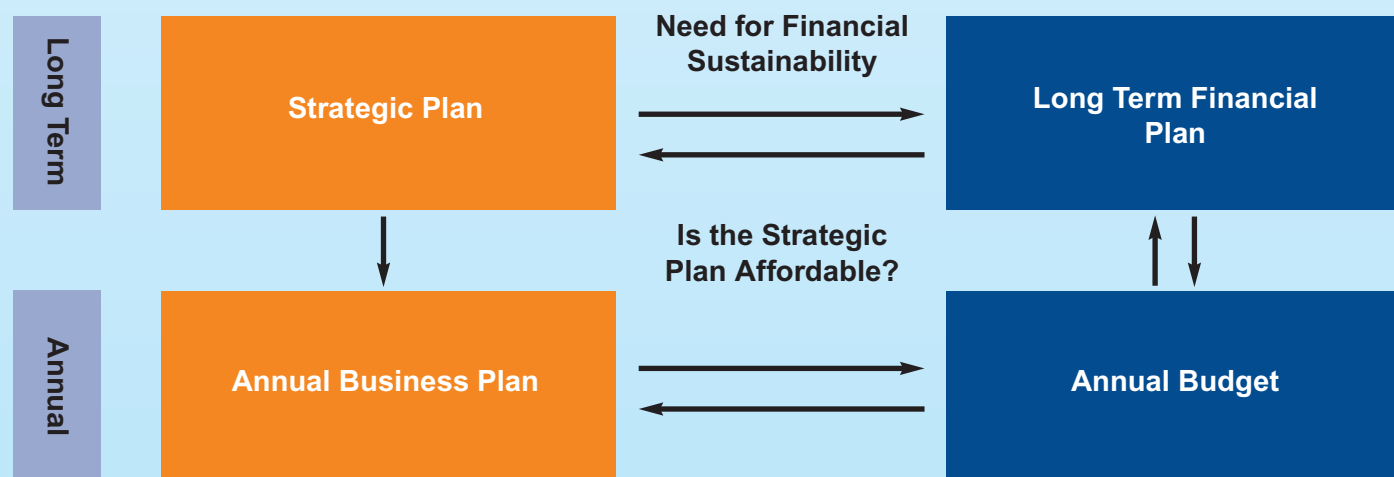 Long Term
Strategic Plan
Need for Financial
Sustainability
Long Term Financial
Plan
Is the Strategic
Plan Affordable?
Annual
Annual Business Plan
Annual Budget